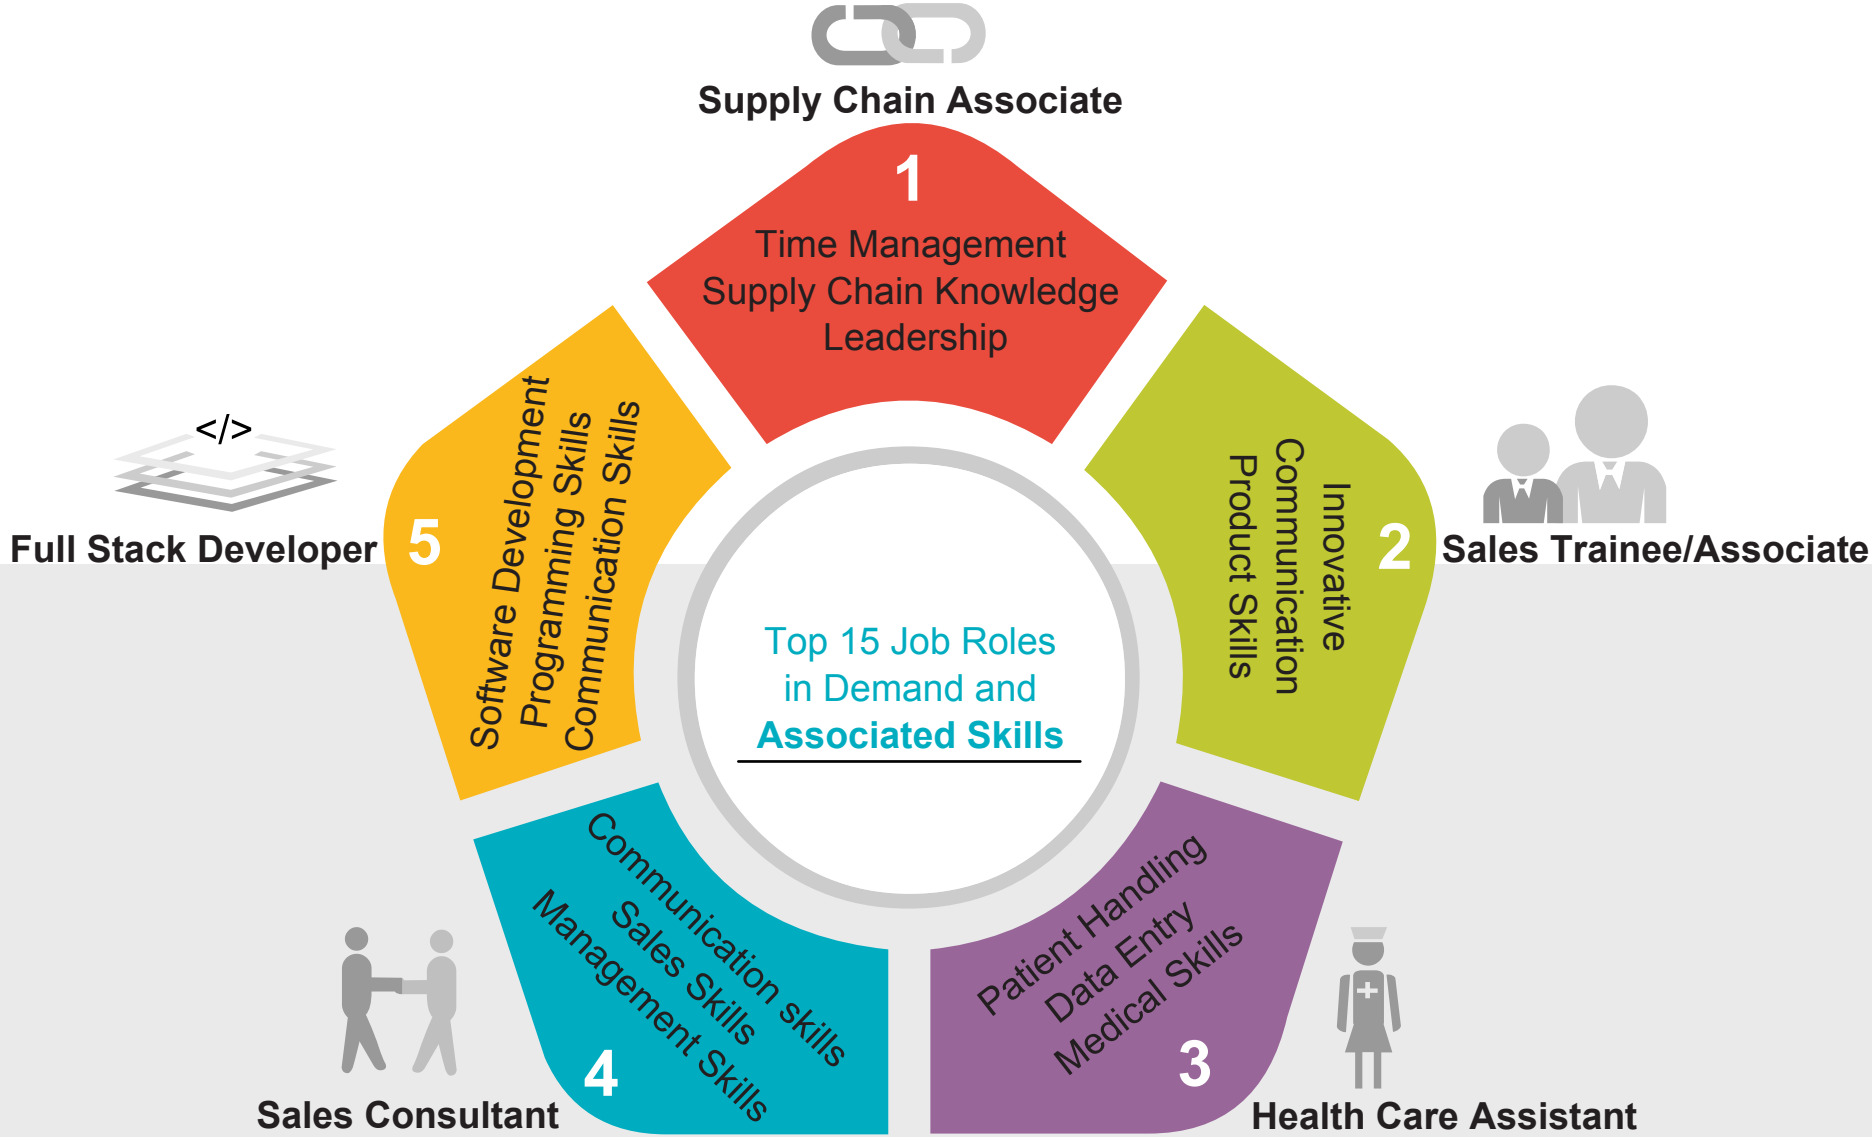 Supply Chain Associate
1
Time Management
Supply Chain Knowledge
Leadership
Sales Trainee/Associate
2
Innovative
Communication
Product Skills
Health Care Assistant
3
Patient Handling
Data Entry
Medical Skills
Sales Consultant
4
Communication skills
Sales Skills
Management Skills
</>
Full Stack Developer
5
Software Development
Programming Skills
Communication Skills
Top 15 Job Roles
in Demand and
Associated Skills